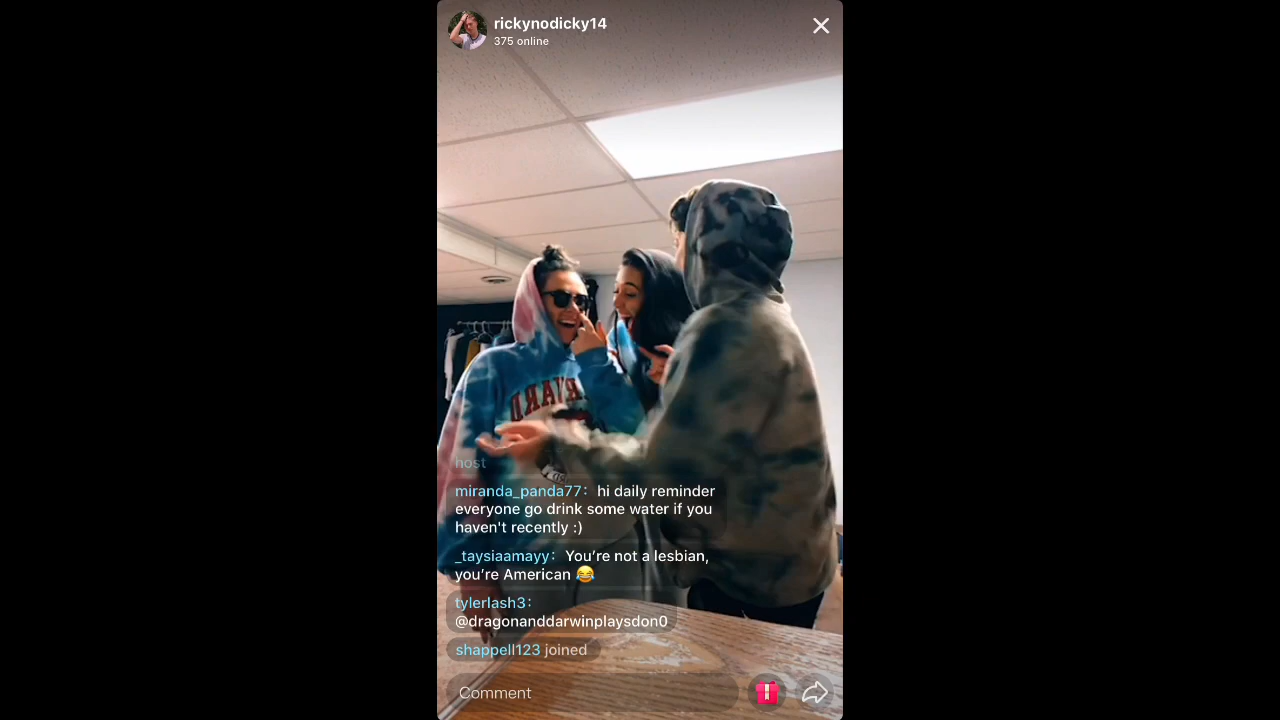 rickynodicky14
375 online
host
miranda_panda77: hi daily reminder
everyone go drink some water if you
haven't recently :)
_taysiaamayy: You’re not a lesbian,
you’re American 😂
tylerlash3:
@dragonanddarwinplaysdon0
shappell123 joined
Comment